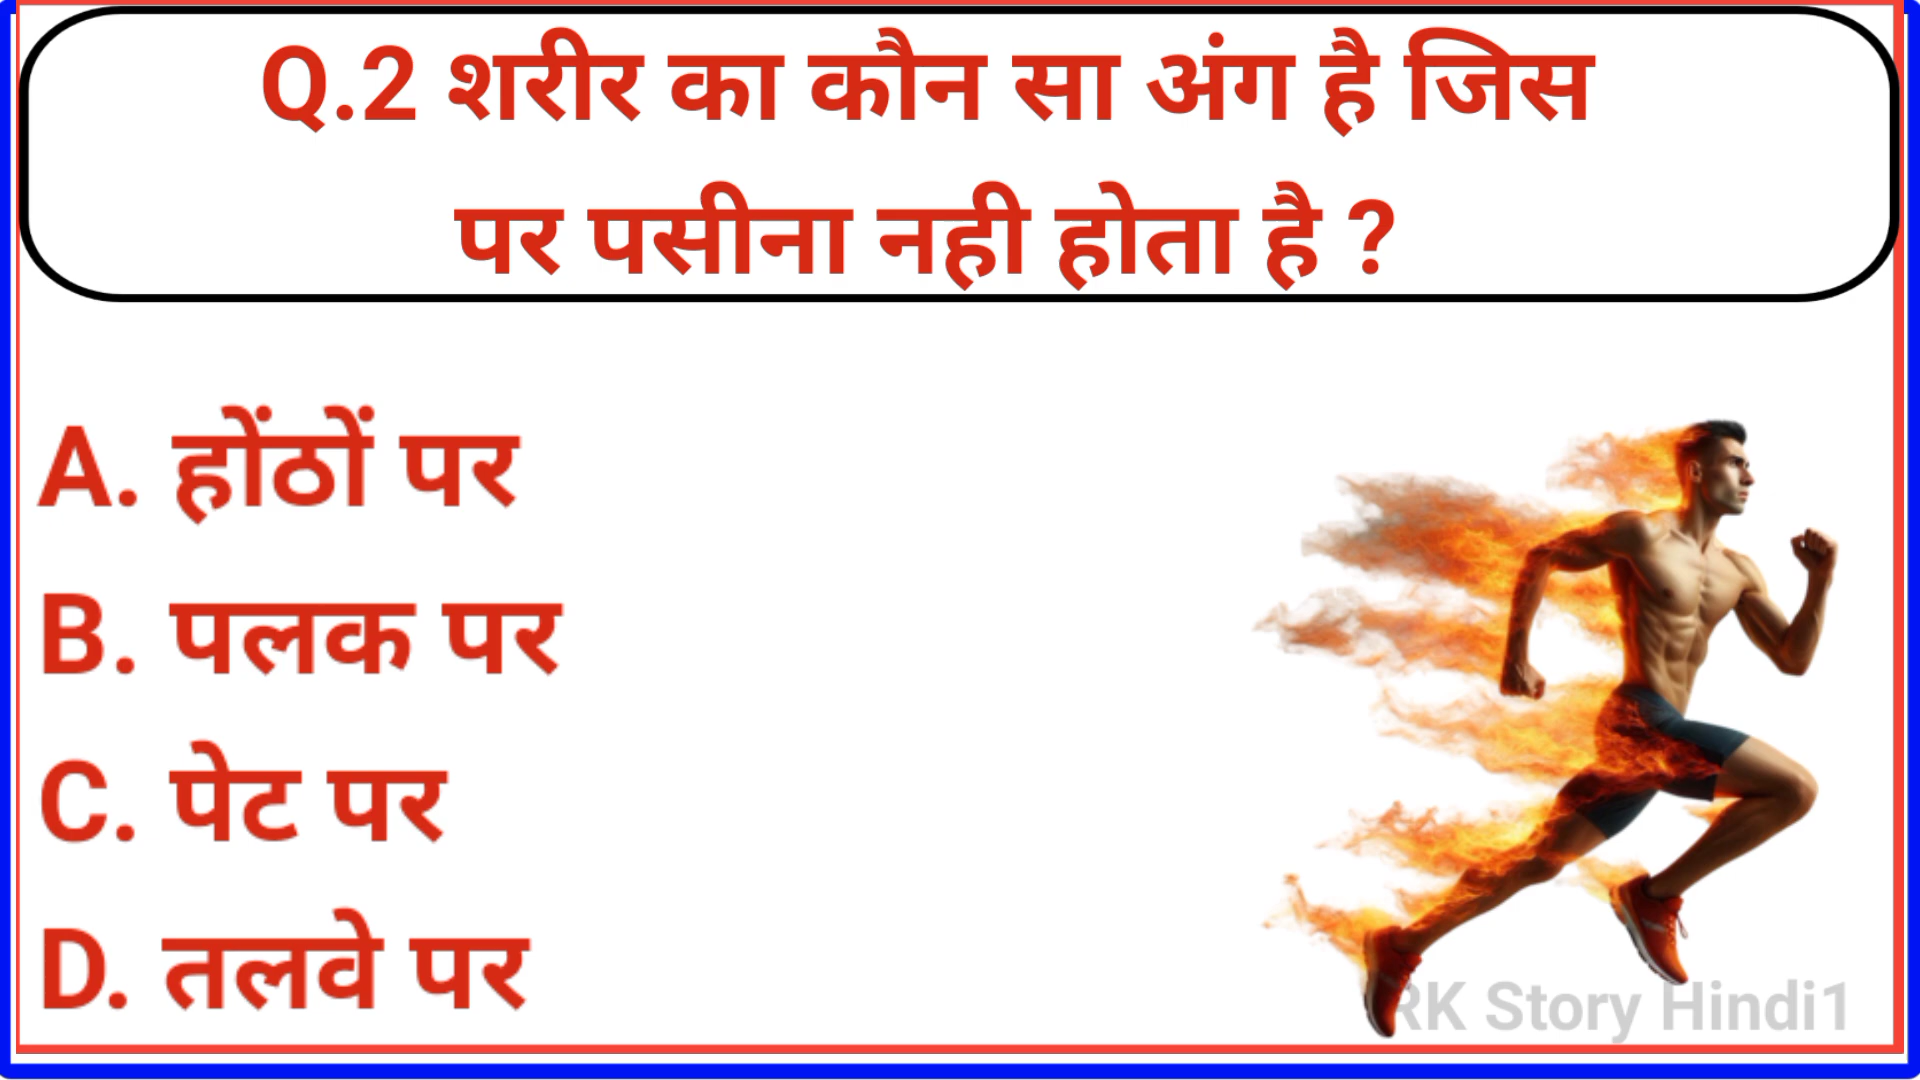 Q.2 शरीर का कौन सा अंग है जिस
पर पसीना नही होता है ?
A. होंठों पर
B. पलक पर
C. पेट पर
D. तलवे पर
RK Story Hindi1